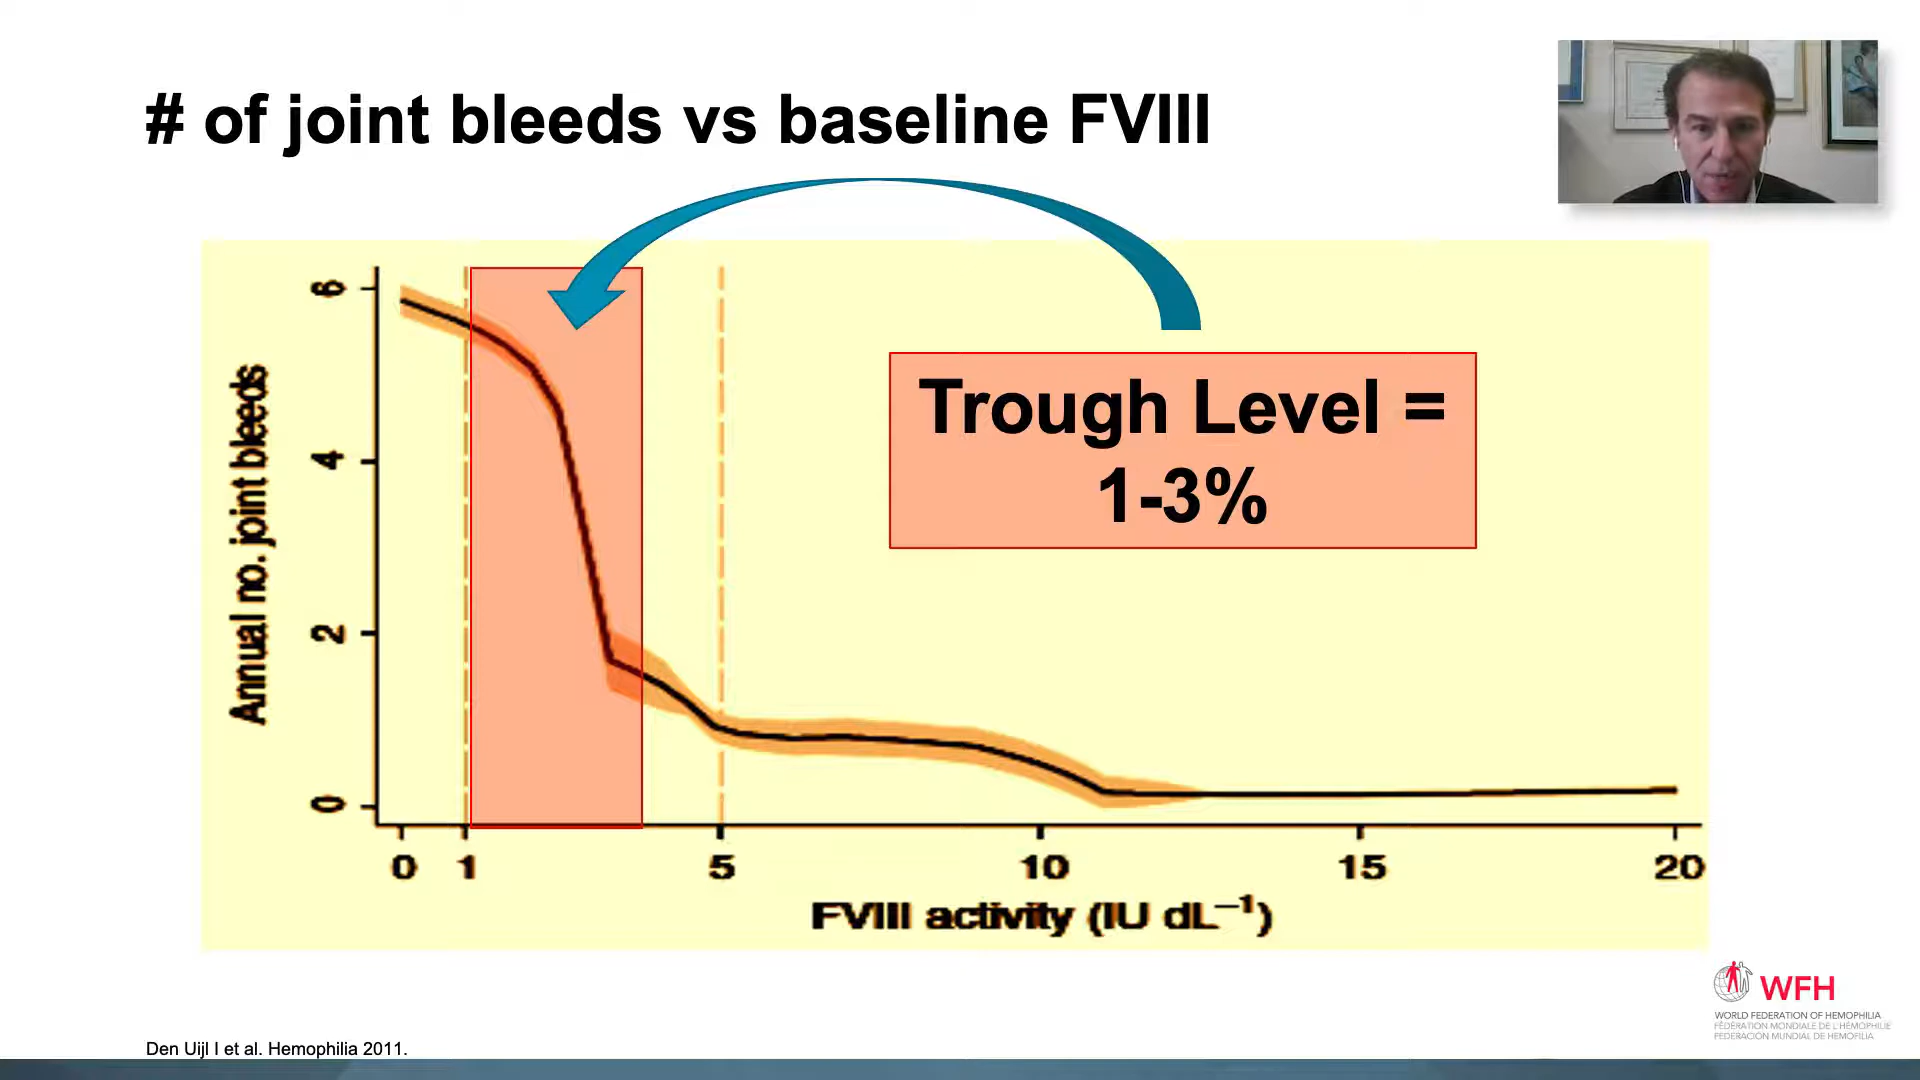 # of joint bleeds vs baseline FVIII
Trough Level =
1-3%
Annual no. joint bleeds
6
4
2
0
0 1 5 10 15 20
FVIII activity (IU dL⁻¹)
WFH
WORLD FEDERATION OF HEMOPHILIA
FÉDÉRATION MONDIALE DE L'HÉMOPHILIE
FEDERACIÓN MUNDIAL DE HEMOFILIA
Den Uijl I et al. Hemophilia 2011.